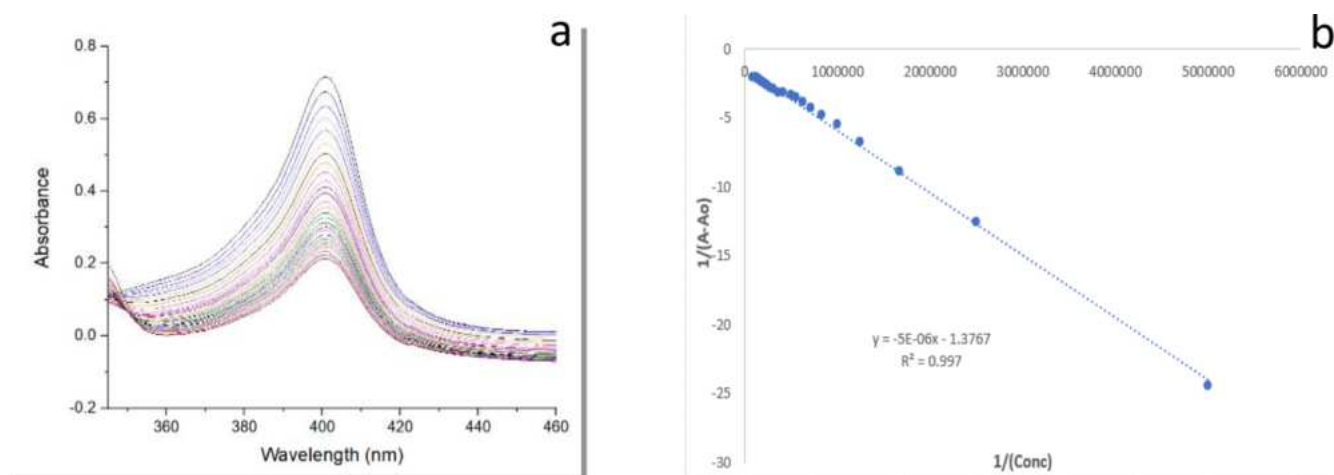 a
0.8
0.6
0.4
0.2
0.0
-0.2
Absorbance
360 380 400 420 440 460
Wavelength (nm)
b
0
0 1000000 2000000 3000000 4000000 5000000 6000000
-5
-10
-15
-20
-25
-30
1/(A-Ao)
y = -5E-06x - 1.3767
R² = 0.997
1/(Conc)